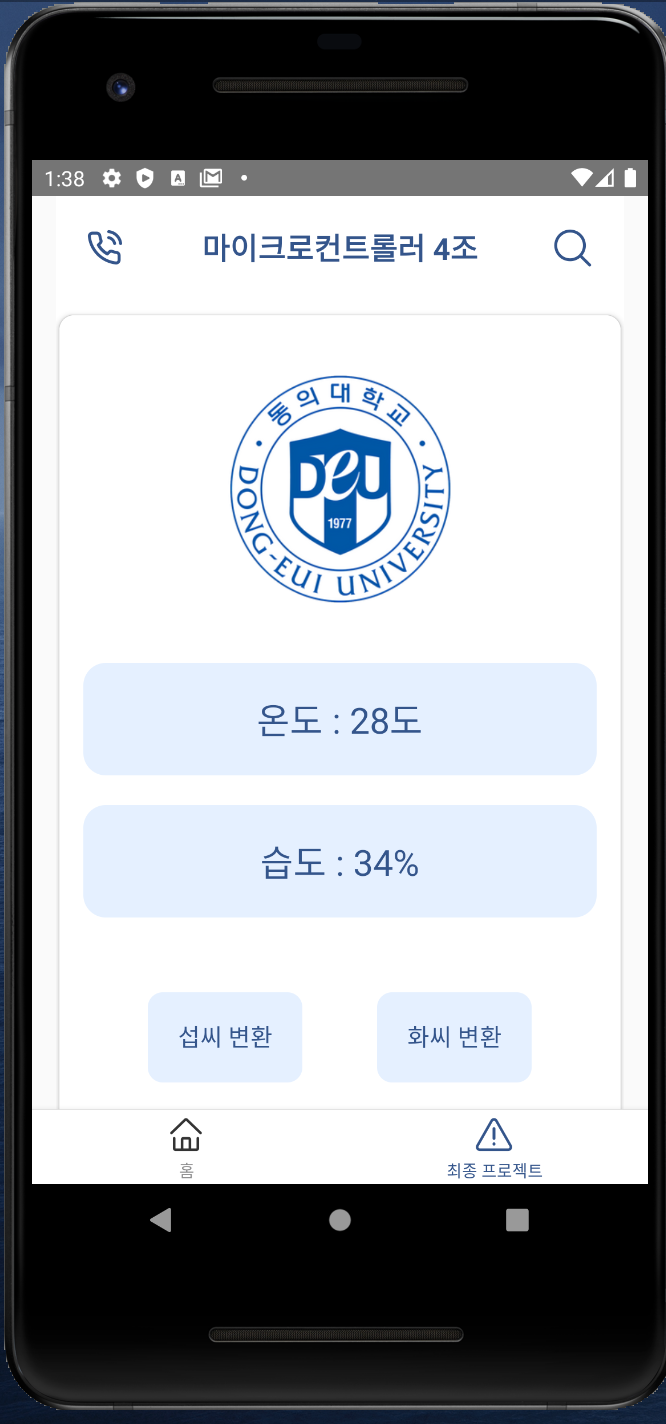 1:38
마이크로컨트롤러 4조
동의대학교
DONG-EUI UNIVERSITY
DEU
1977
온도 : 28도
습도 : 34%
섭씨 변환
화씨 변환
홈
최종 프로젝트